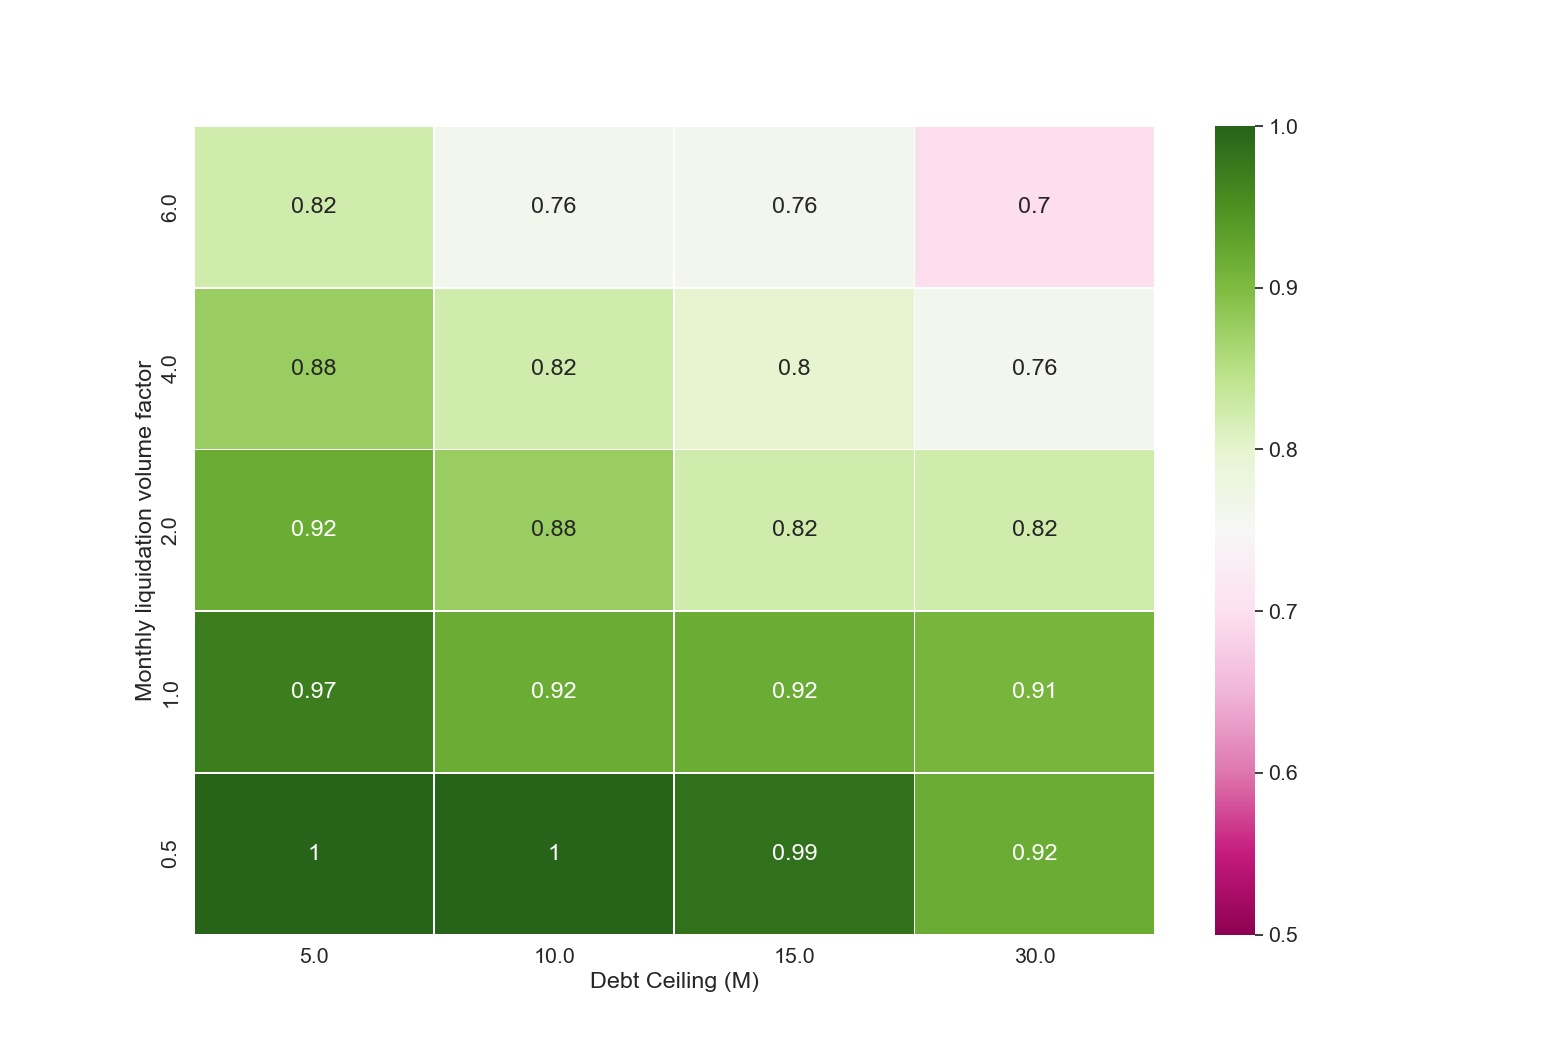 Monthly liquidation volume factor
6.0 0.82 0.76 0.76 0.7
4.0 0.88 0.82 0.8 0.76
2.0 0.92 0.88 0.82 0.82
1.0 0.97 0.92 0.92 0.91
0.5 1 1 0.99 0.92
5.0 10.0 15.0 30.0
Debt Ceiling (M)
1.0
0.9
0.8
0.7
0.6
0.5